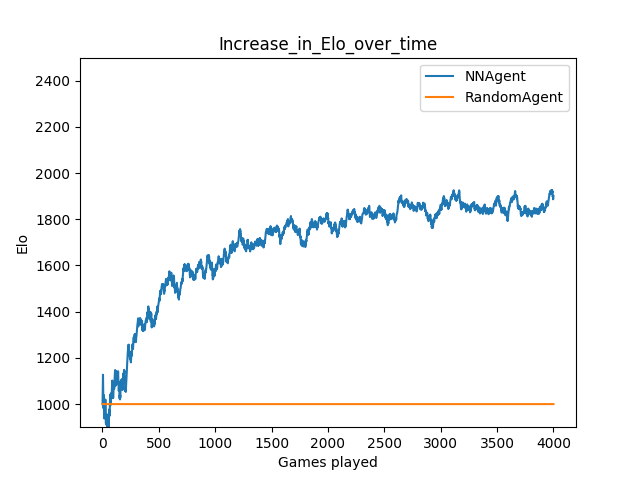 Increase_in_Elo_over_time
NNAgent
RandomAgent
2400
2200
2000
1800
1600
1400
1200
1000
Elo
0 500 1000 1500 2000 2500 3000 3500 4000
Games played